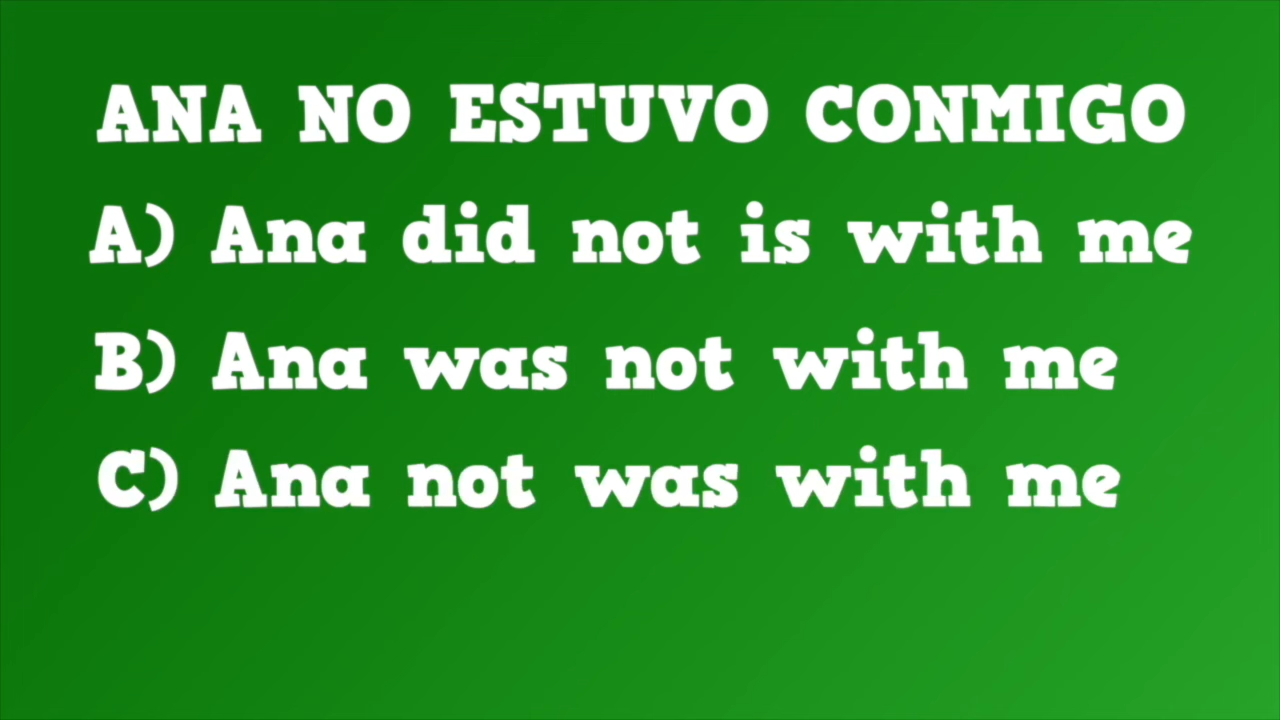 ANA NO ESTUVO CONMIGO
A) Ana did not is with me
B) Ana was not with me
C) Ana not was with me